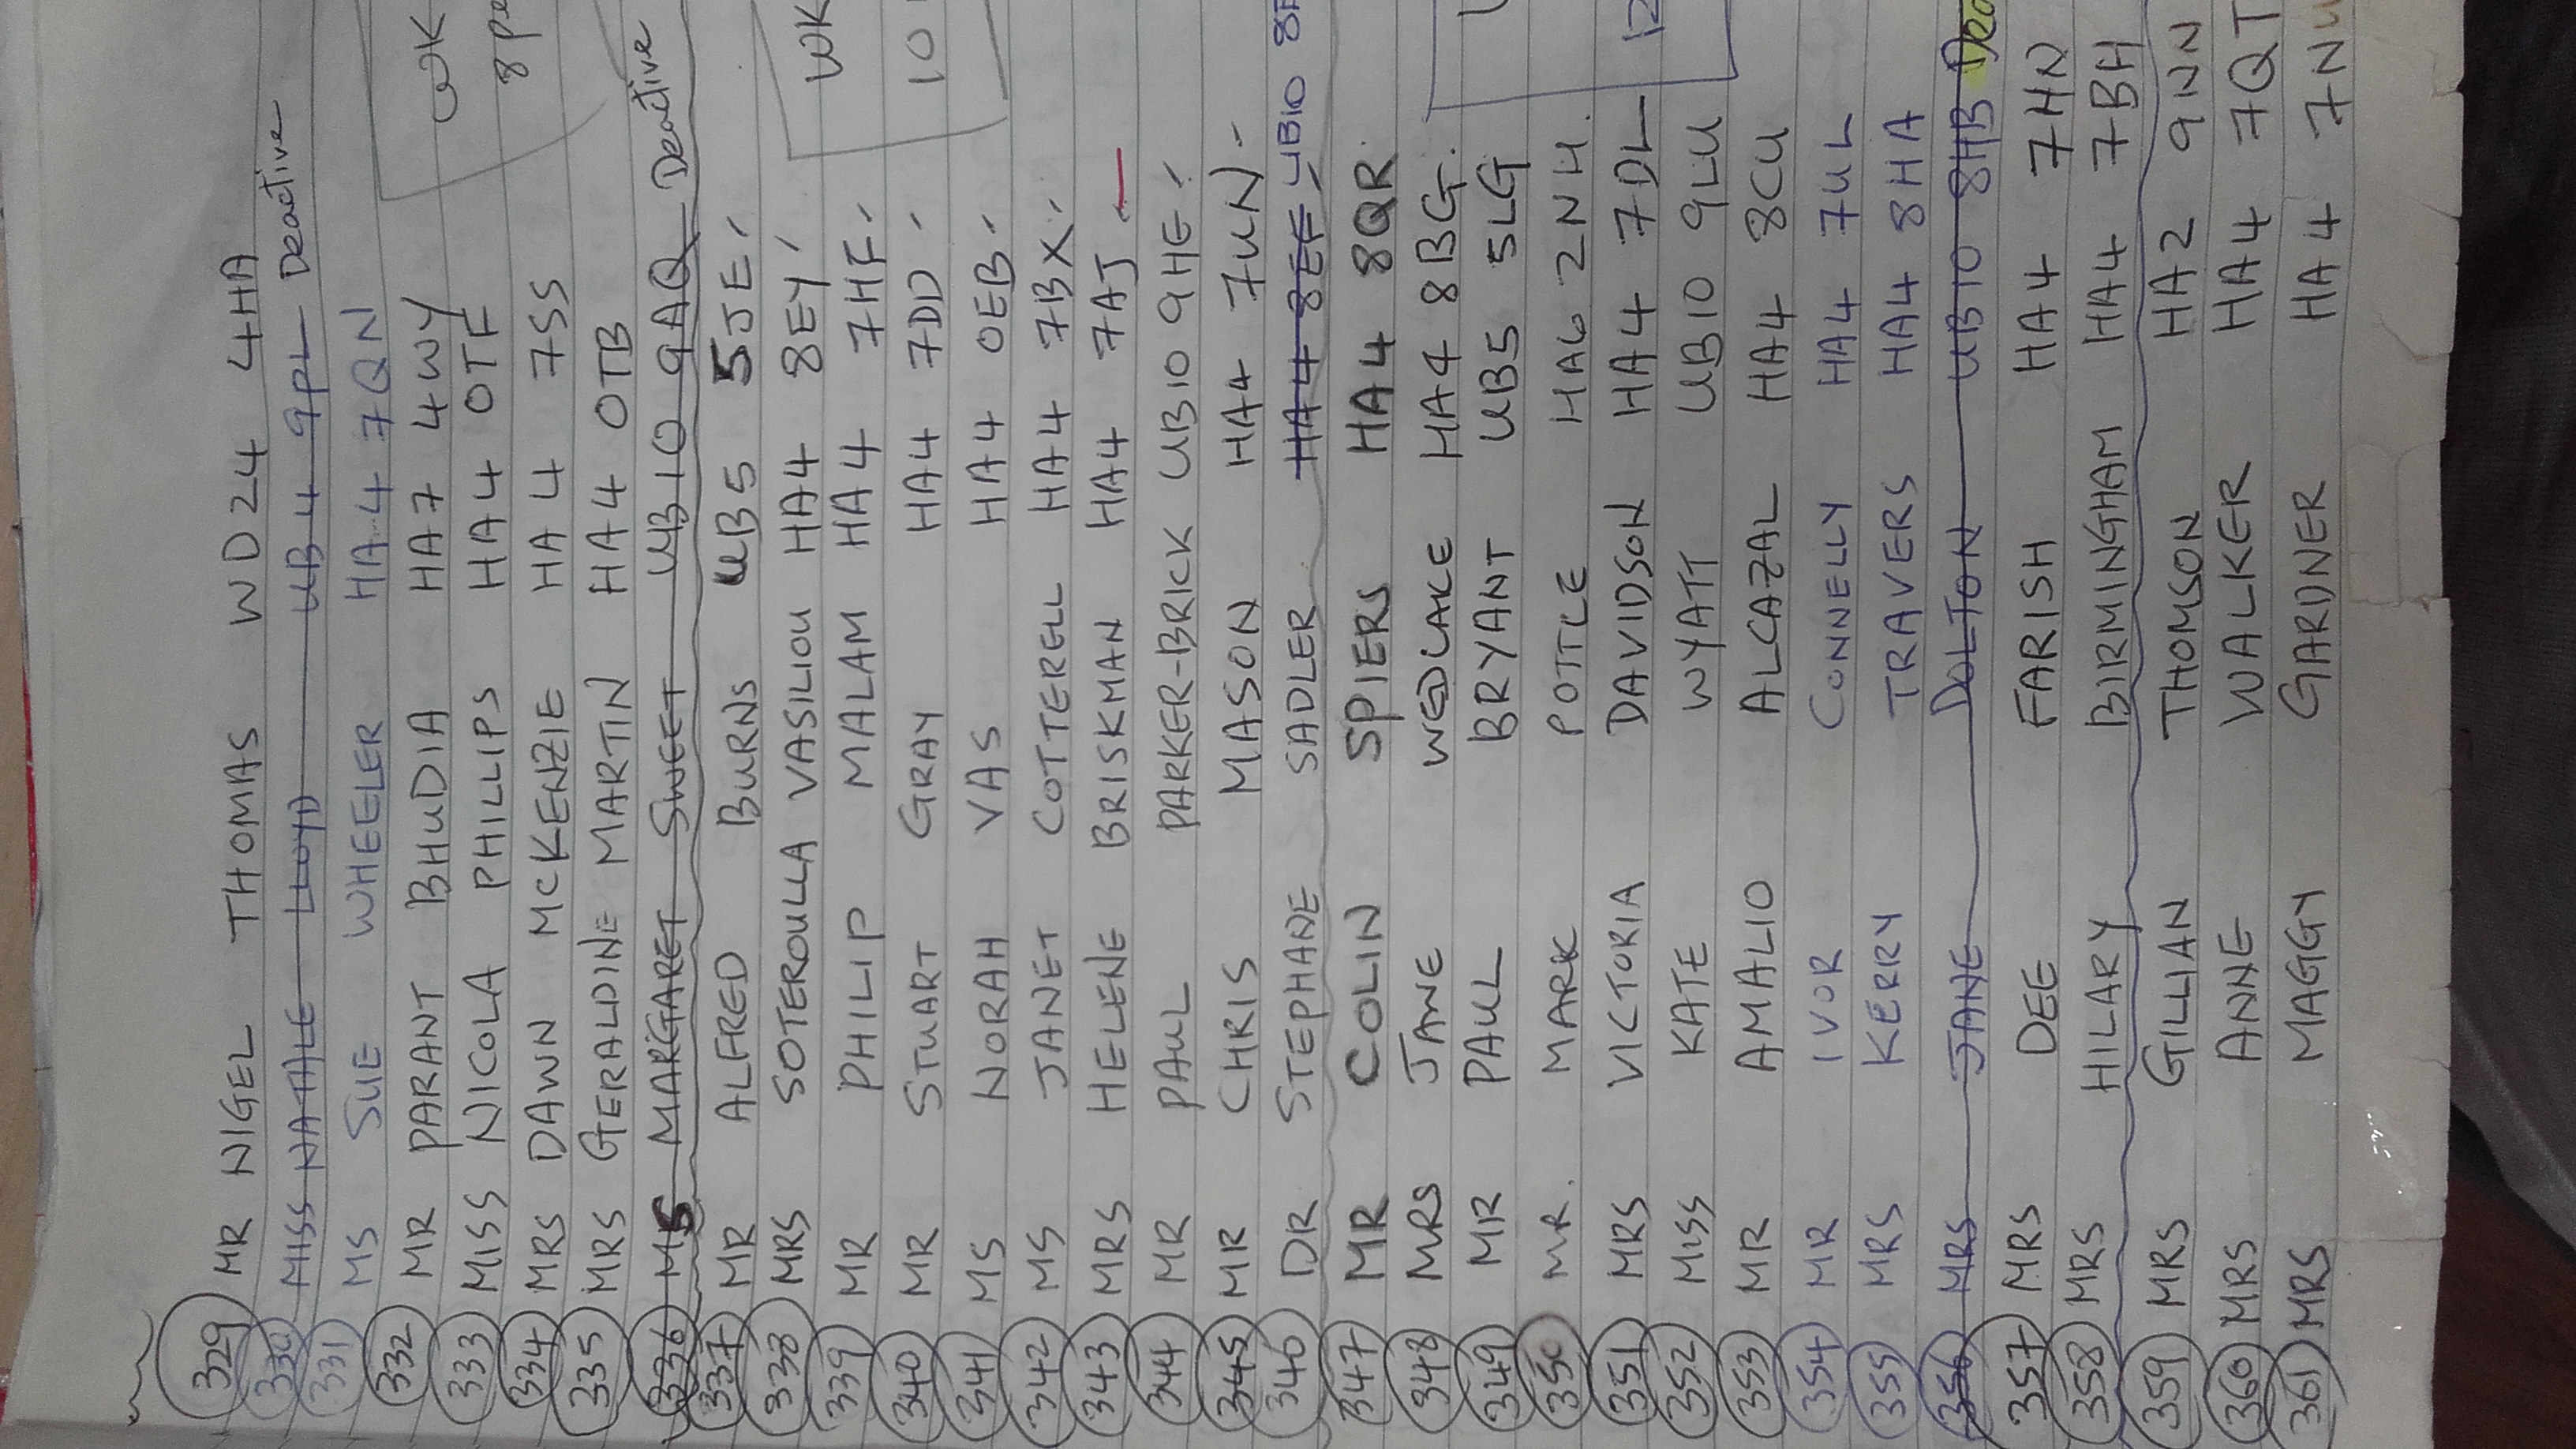 329 MR NIGEL THOMAS WD24 4HA
330 MISS NATALE LLOYD UB4 9PL Deactive
331 MS SUE WHEELER HA4 7QN
332 MR PARANT BHUDIA HA7 4WY
WK
333 MISS NICOLA PHILLIPS HA4 0TF
8 pe
334 MRS DAWN MCKENZIE HA4 7SS
335 MRS GERALDINE MARTIN HA4 0TB
336 MS MARGARET SWEET UB10 9AQ Deactive
337 MR ALFRED BURNS UB5 5JE
338 MRS SOTEROULLA VASILIOU HA4 8EY
WK
339 MR PHILIP MALAM HA4 7HF
340 MR STUART GRAY HA4 7DD
10
341 MS NORAH VAS HA4 0EB
342 MS JANET COTTERELL HA4 7BX
343 MRS HELENE BRISKMAN HA4 7AJ
344 MR PAUL PARKER-BRICK UB10 9HE
345 MR CHRIS MASON HA4 7UN
346 DR STEPHANE SADLER HA4 8EF UB10
347 MR COLIN SPIERS HA4 8QR
348 MRS JANE WEDLAKE HA4 8BG.
349 MR PAUL BRYANT UB5 5LG
350 MR. MARK POTTLE HA6 2NH.
351 MRS VICTORIA DAVIDSON HA4 7DL
12
352 MISS KATE WYATT UB10 9LU
353 MR AMALIO ALCAZAL HA4 8CU
354 MR IVOR CONNELLY HA4 7UL
355 MRS KERRY TRAVERS HA4 8HA
356 MRS JANE DOLTON UB10 8HB Dea
357 MRS DEE FARISH HA4 7HN
358 MRS HILARY BIRMINGHAM HA4 7BH
359 MRS GILLIAN THOMSON HA2 9NN
360 MRS ANNE WALKER HA4 7QT
361 MRS MAGGY GARDNER HA4 7NU